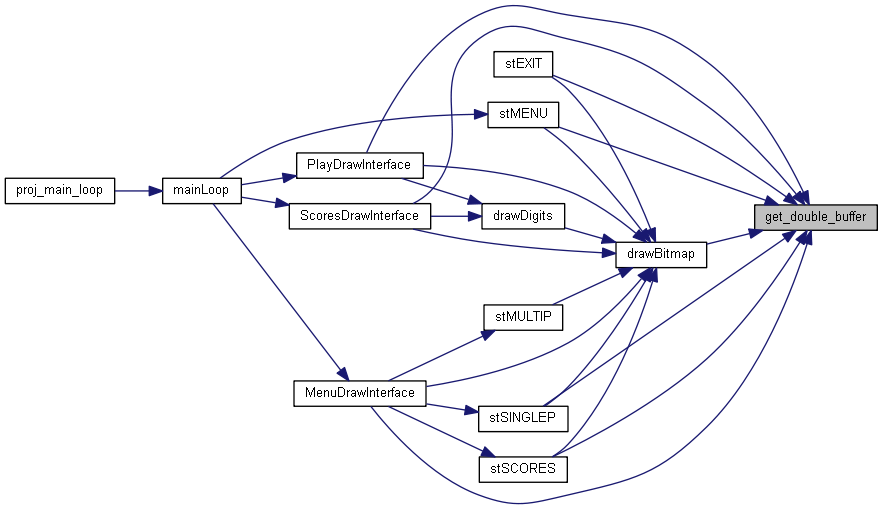 stEXIT
stMENU
PlayDrawInterface
proj_main_loop
mainLoop
ScoresDrawInterface
drawDigits
get_double_buffer
drawBitmap
stMULTIP
MenuDrawInterface
stSINGLEP
stSCORES